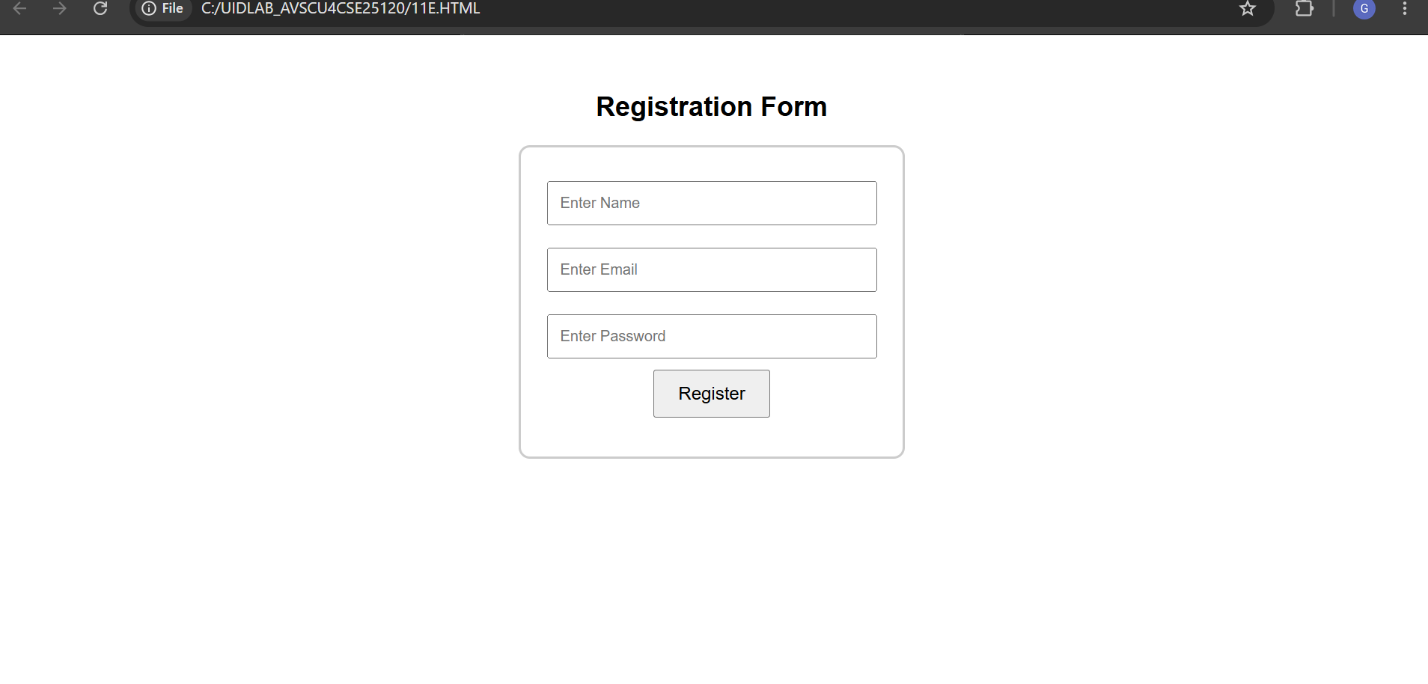 File C:/UIDLAB_AVSCU4CSE25120/11E.HTML G
Registration Form
Enter Name
Enter Email
Enter Password
Register